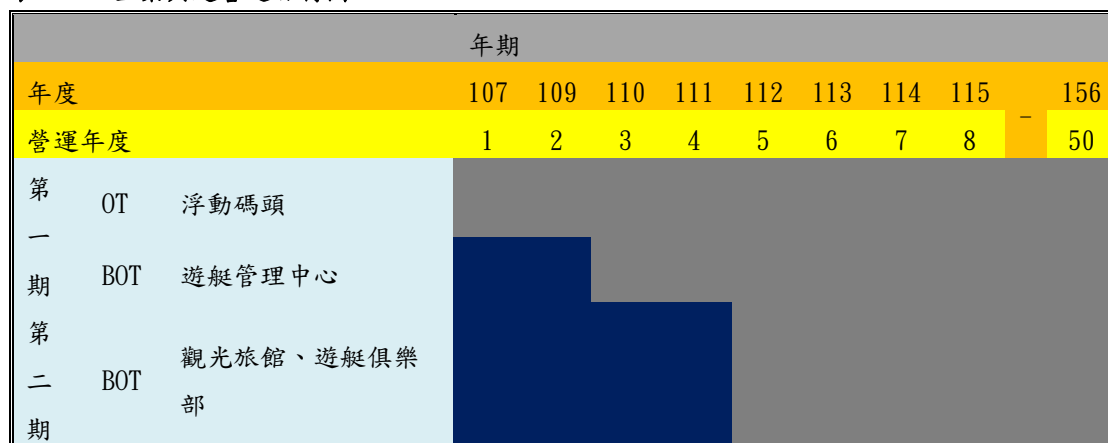 年期
年度 107 109 110 111 112 113 114 115 - 156
營運年度 1 2 3 4 5 6 7 8 50
第一期
OT 浮動碼頭
BOT 遊艇管理中心
第二期
BOT 觀光旅館、遊艇俱樂
部